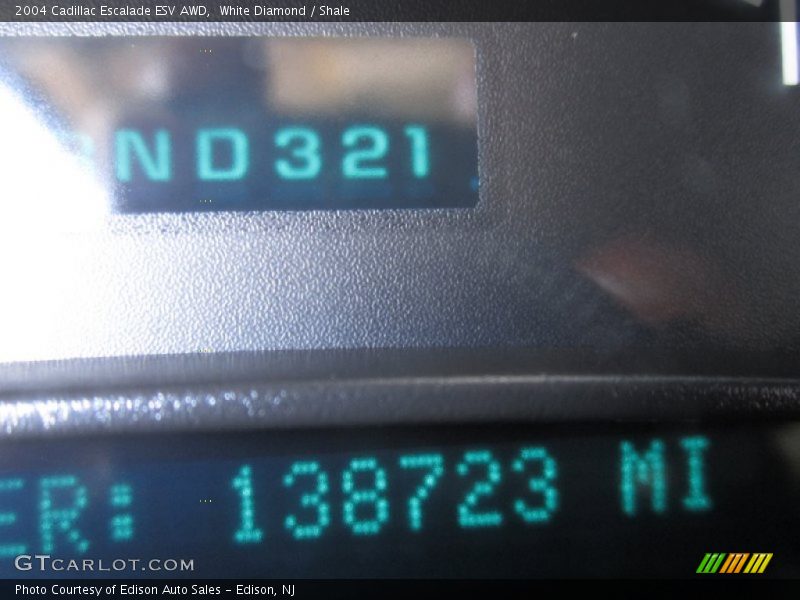 2004 Cadillac Escalade ESV AWD,  White Diamond / Shale
ND321
ER: 138723 MI
GTCARLOT.COM
Photo Courtesy of Edison Auto Sales - Edison, NJ